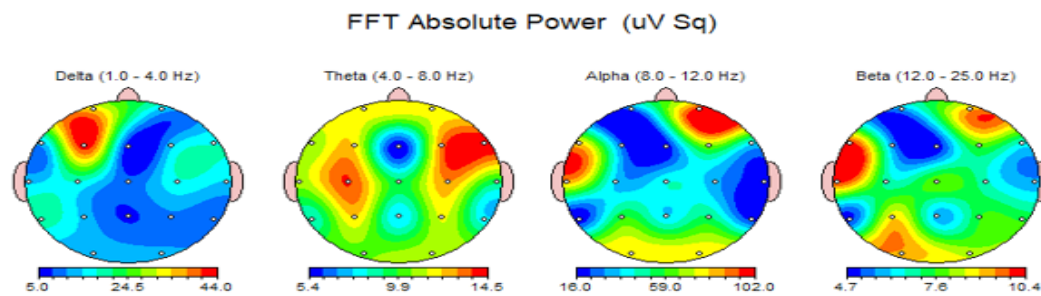 FFT Absolute Power (uV Sq)
Delta (1.0 - 4.0 Hz) Theta (4.0 - 8.0 Hz) Alpha (8.0 - 12.0 Hz) Beta (12.0 - 25.0 Hz)
5.0 24.5 44.0 5.4 9.9 14.5 16.0 59.0 102.0 4.7 7.6 10.4